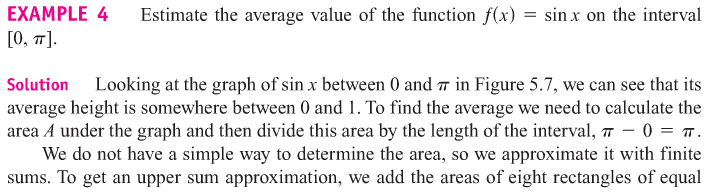 EXAMPLE 4 Estimate the average value of the function f(x) = sin x on the interval
[0, π].
Solution Looking at the graph of sin x between 0 and π in Figure 5.7, we can see that its
average height is somewhere between 0 and 1. To find the average we need to calculate the
area A under the graph and then divide this area by the length of the interval, π − 0 = π.
We do not have a simple way to determine the area, so we approximate it with finite
sums. To get an upper sum approximation, we add the areas of eight rectangles of equal